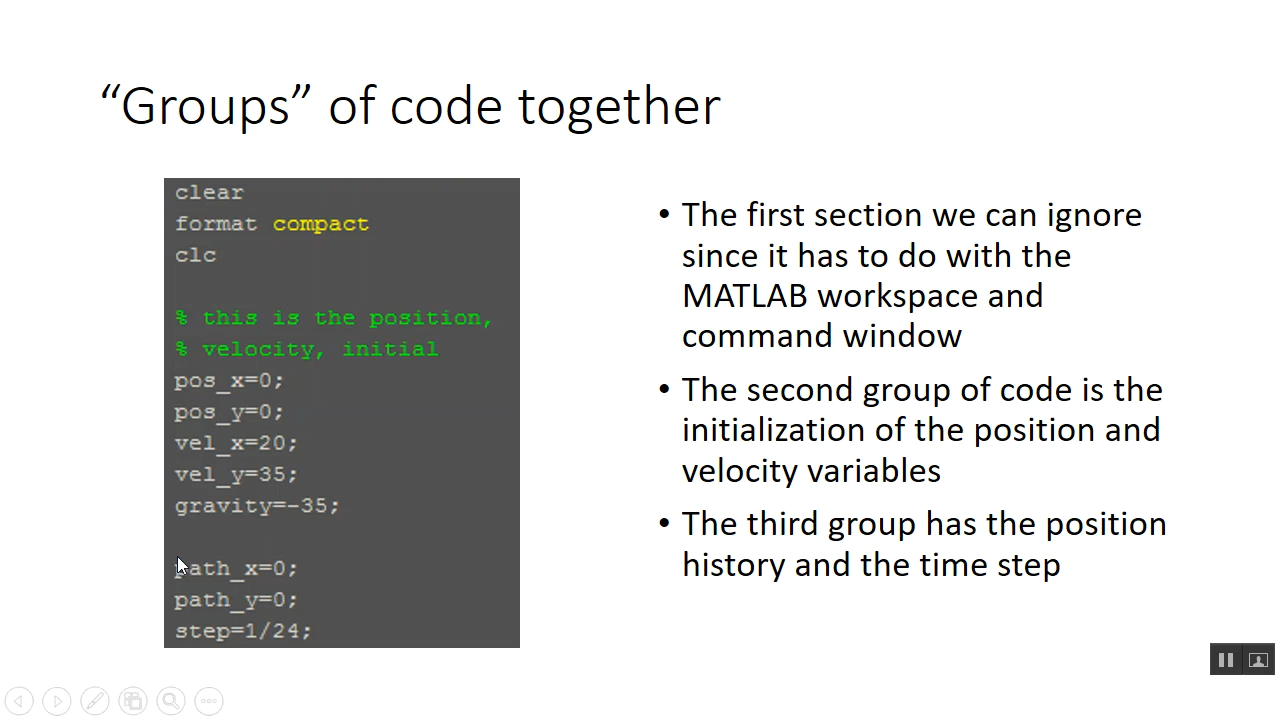 “Groups” of code together
clear
format compact
clc
% this is the position,
% velocity, initial
pos_x=0;
pos_y=0;
vel_x=20;
vel_y=35;
gravity=-35;
path_x=0;
path_y=0;
step=1/24;
• The first section we can ignore
since it has to do with the
MATLAB workspace and
command window
• The second group of code is the
initialization of the position and
velocity variables
• The third group has the position
history and the time step